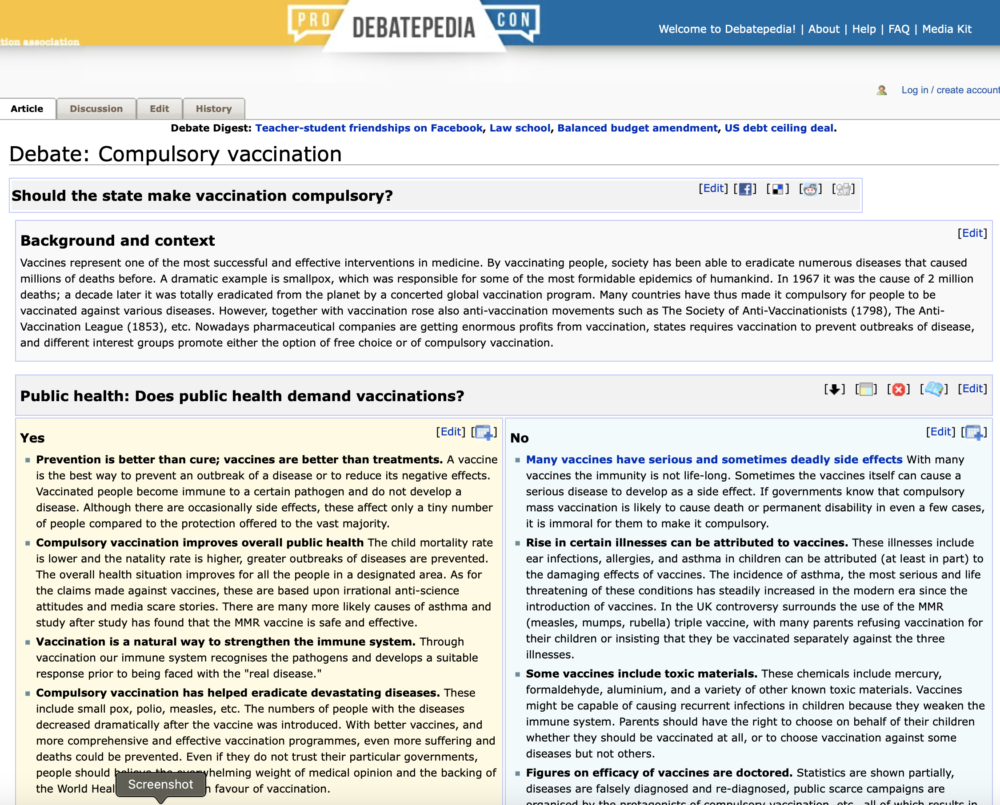 PRO DEBATEPEDIA CON
Welcome to Debatepedia! | About | Help | FAQ | Media Kit
association
Log in / create account
Article Discussion Edit History
Debate Digest: Teacher-student friendships on Facebook, Law school, Balanced budget amendment, US debt ceiling deal.
Debate: Compulsory vaccination
Should the state make vaccination compulsory?
[Edit]
Background and context
[Edit]
Vaccines represent one of the most successful and effective interventions in medicine. By vaccinating people, society has been able to eradicate numerous diseases that caused
millions of deaths before. A dramatic example is smallpox, which was responsible for some of the most formidable epidemics of humankind. In 1967 it was the cause of 2 million
deaths; a decade later it was totally eradicated from the planet by a concerted global vaccination program. Many countries have thus made it compulsory for people to be
vaccinated against various diseases. However, together with vaccination rose also anti-vaccination movements such as The Society of Anti-Vaccinationists (1798), The Anti-
Vaccination League (1853), etc. Nowadays pharmaceutical companies are getting enormous profits from vaccination, states requires vaccination to prevent outbreaks of disease,
and different interest groups promote either the option of free choice or of compulsory vaccination.
Public health: Does public health demand vaccinations?
[Edit]
Yes
[Edit]
Prevention is better than cure; vaccines are better than treatments. A vaccine
is the best way to prevent an outbreak of a disease or to reduce its negative effects.
Vaccinated people become immune to a certain pathogen and do not develop a
disease. Although there are occasionally side effects, these affect only a tiny number
of people compared to the protection offered to the vast majority.
Compulsory vaccination improves overall public health The child mortality rate
is lower and the natality rate is higher, greater outbreaks of diseases are prevented.
The overall health situation improves for all the people in a designated area. As for
the claims made against vaccines, these are based upon irrational anti-science
attitudes and media scare stories. There are many more likely causes of asthma and
study after study has found that the MMR vaccine is safe and effective.
Vaccination is a natural way to strengthen the immune system. Through
vaccination our immune system recognises the pathogens and develops a suitable
response prior to being faced with the "real disease."
Compulsory vaccination has helped eradicate devastating diseases. These
include small pox, polio, measles, etc. The numbers of people with the diseases
decreased dramatically after the vaccine was introduced. With better vaccines, and
more comprehensive and effective vaccination programmes, even more suffering and
deaths could be prevented. Even if they do not trust their particular governments,
people should believe the overwhelming weight of medical opinion and the backing of
the World n favour of vaccination.
Screenshot
No
[Edit]
Many vaccines have serious and sometimes deadly side effects With many
vaccines the immunity is not life-long. Sometimes the vaccines itself can cause a
serious disease to develop as a side effect. If governments know that compulsory
mass vaccination is likely to cause death or permanent disability in even a few cases,
it is immoral for them to make it compulsory.
Rise in certain illnesses can be attributed to vaccines. These illnesses include
ear infections, allergies, and asthma in children can be attributed (at least in part) to
the damaging effects of vaccines. The incidence of asthma, the most serious and life
threatening of these conditions has steadily increased in the modern era since the
introduction of vaccines. In the UK controversy surrounds the use of the MMR
(measles, mumps, rubella) triple vaccine, with many parents refusing vaccination for
their children or insisting that they be vaccinated separately against the three
illnesses.
Some vaccines include toxic materials. These chemicals include mercury,
formaldehyde, aluminium, and a variety of other known toxic materials. Vaccines
might be capable of causing recurrent infections in children because they weaken the
immune system. Parents should have the right to choose on behalf of their children
whether they should be vaccinated at all, or to choose vaccination against some
diseases but not others.
Figures on efficacy of vaccines are doctored. Statistics are shown partially,
diseases are falsely diagnosed and re-diagnosed, public scarce campaigns are
organised by the protagonists of compulsory vaccination, etc., all of which results in